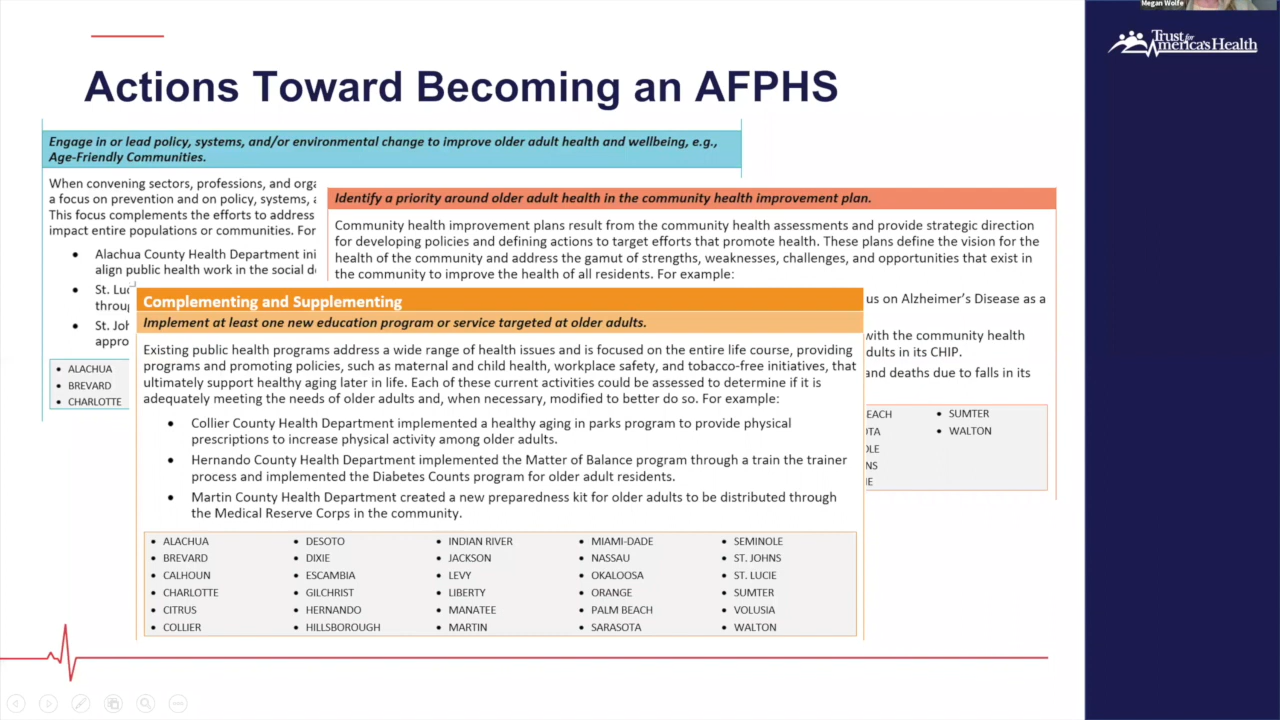 Megan Wolfe
Trust for America's Health
Actions Toward Becoming an AFPHS
Engage in or lead policy, systems, and/or environmental change to improve older adult health and wellbeing, e.g.,
Age-Friendly Communities.
When convening sectors, professions, and
a focus on prevention and on policy, systems,
This focus complements the efforts to address
impact entire populations or communities. For
• Alachua County Health Department
align public health work in the social
• St.
• St.
• ALACHUA
• BREVARD
• CHARLOTTE
Identify a priority around older adult health in the community health improvement plan.
Community health improvement plans result from the community health assessments and provide strategic direction
for developing policies and defining actions to target efforts that promote health. These plans define the vision for the
health of the community and address the gamut of strengths, weaknesses, challenges, and opportunities that exist in
the community to improve the health of all residents. For example:
on Alzheimer's Disease as a
with the community health
in its CHIP.
and deaths due to falls in its
• SUMTER
• WALTON
Complementing and Supplementing
Implement at least one new education program or service targeted at older adults.
Existing public health programs address a wide range of health issues and is focused on the entire life course, providing
programs and promoting policies, such as maternal and child health, workplace safety, and tobacco-free initiatives, that
ultimately support healthy aging later in life. Each of these current activities could be assessed to determine if it is
adequately meeting the needs of older adults and, when necessary, modified to better do so. For example:
• Collier County Health Department implemented a healthy aging in parks program to provide physical
prescriptions to increase physical activity among older adults.
• Hernando County Health Department implemented the Matter of Balance program through a train the trainer
process and implemented the Diabetes Counts program for older adult residents.
• Martin County Health Department created a new preparedness kit for older adults to be distributed through
the Medical Reserve Corps in the community.
• ALACHUA
• BREVARD
• CALHOUN
• CHARLOTTE
• CITRUS
• COLLIER
• DESOTO
• DIXIE
• ESCAMBIA
• GILCHRIST
• HERNANDO
• HILLSBOROUGH
• INDIAN RIVER
• JACKSON
• LEVY
• LIBERTY
• MANATEE
• MARTIN
• MIAMI-DADE
• NASSAU
• OKALOOSA
• ORANGE
• PALM BEACH
• SARASOTA
• SEMINOLE
• ST. JOHNS
• ST. LUCIE
• SUMTER
• VOLUSIA
• WALTON